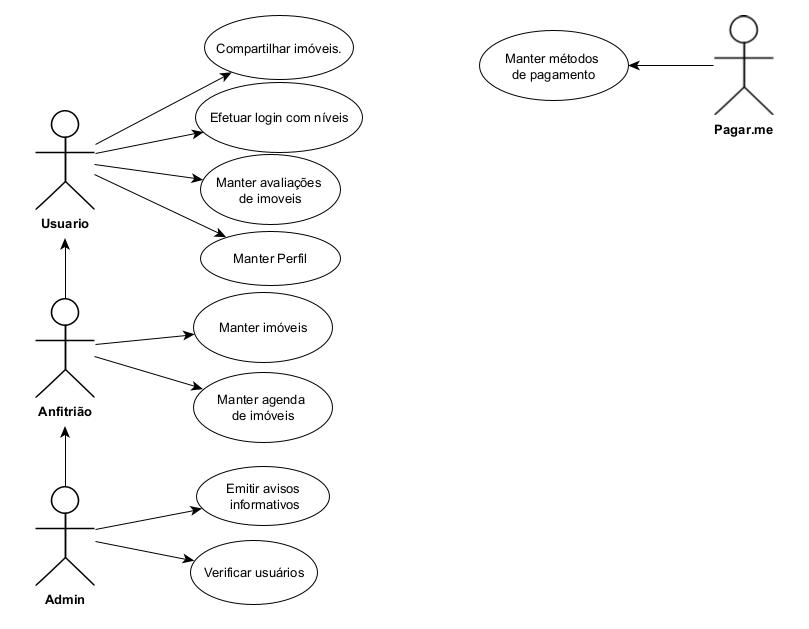 Compartilhar imóveis.
Efetuar login com níveis
Manter avaliações
de imoveis
Manter Perfil
Usuario
Manter imóveis
Manter agenda
de imóveis
Anfitrião
Emitir avisos
informativos
Verificar usuários
Admin
Manter métodos
de pagamento
Pagar.me